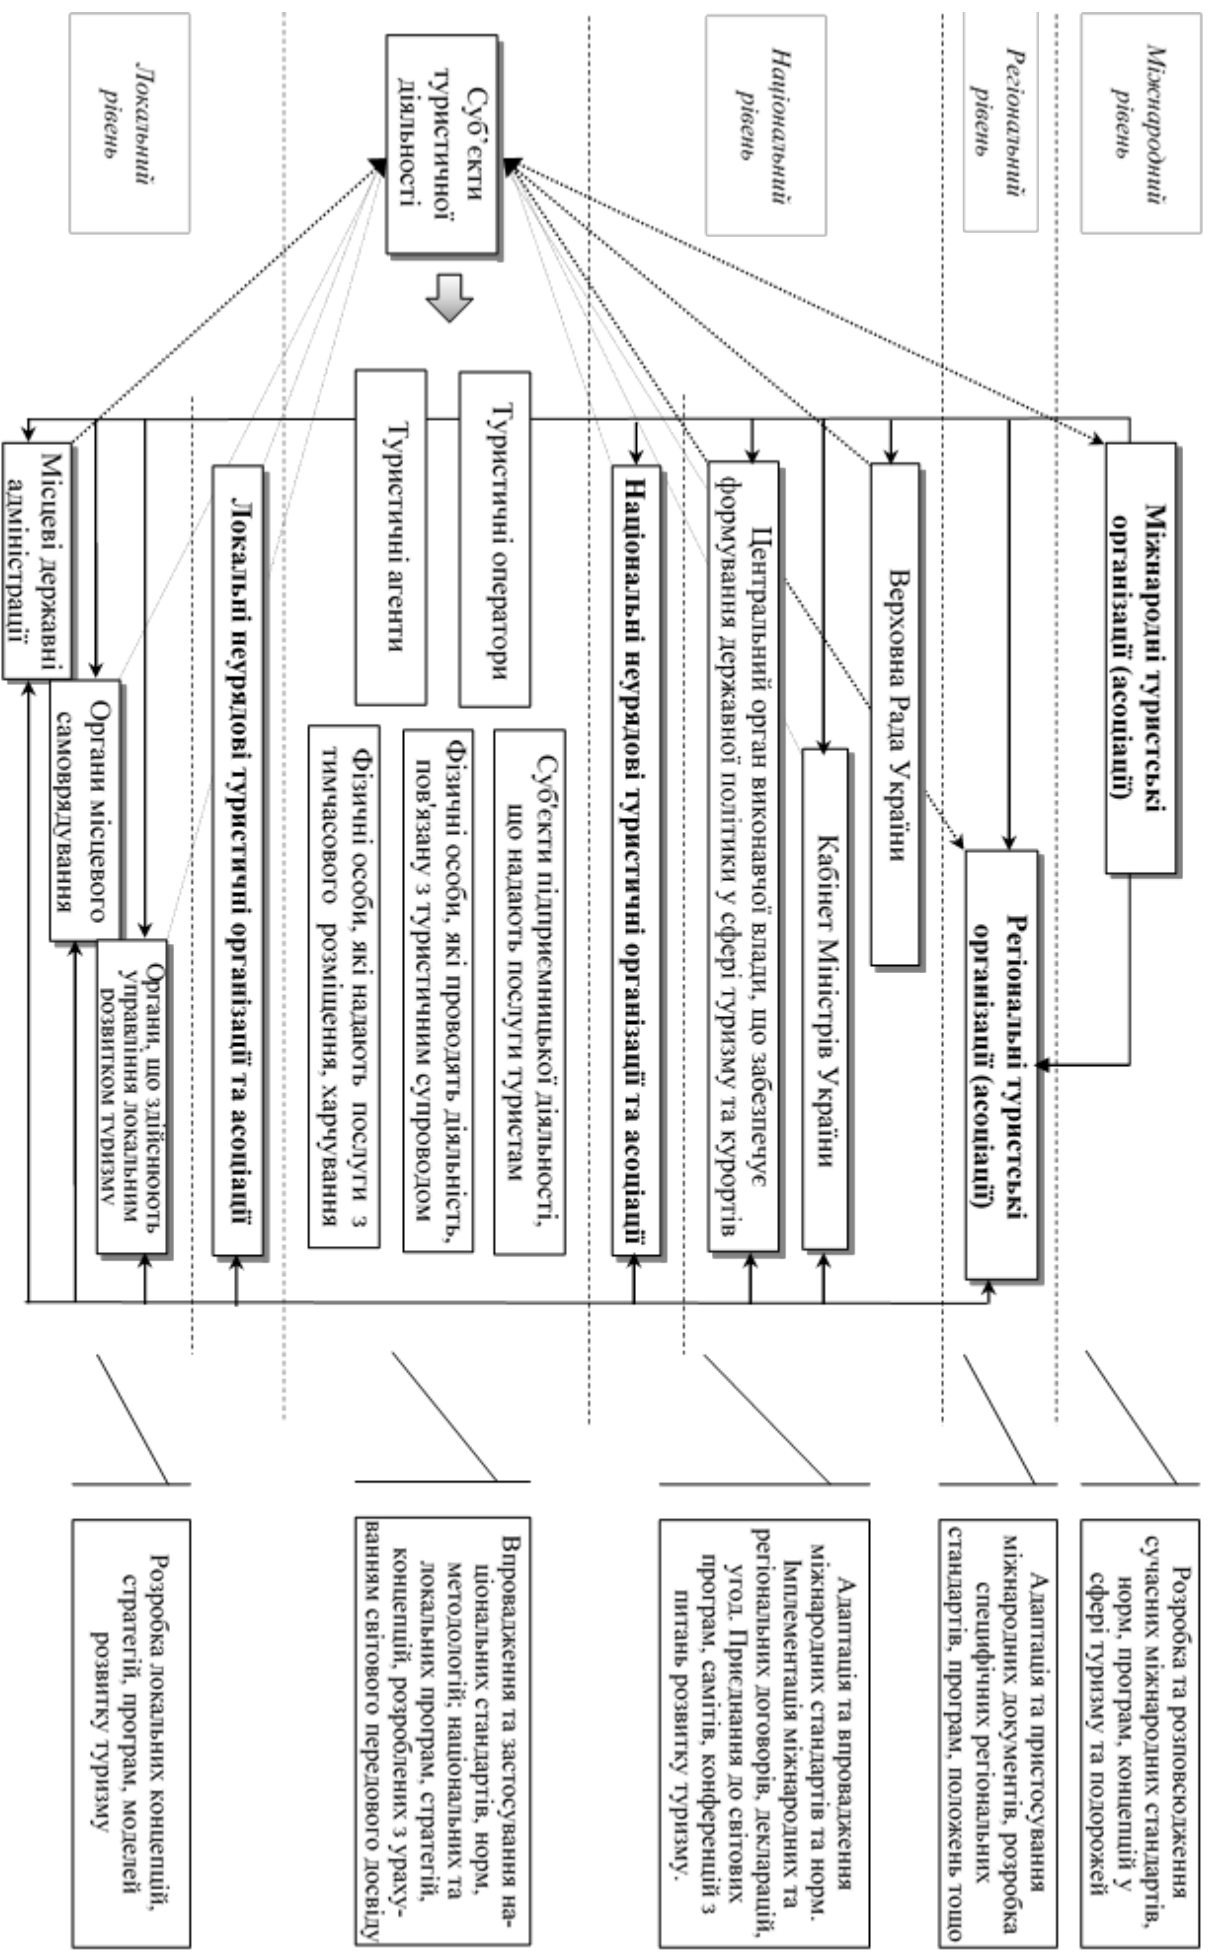 Міжнародний
рівень
Міжнародні туристські
організації (асоціації)
Розробка та розповсюдження
сучасних міжнародних стандартів,
норм, програм, концепцій у
сфері туризму та подорожей
Регіональний
рівень
Регіональні туристські
організації (асоціації)
Адаптація та пристосування
міжнародних документів, розробка
специфічних регіональних
стандартів, програм, положень тощо
Національний
рівень
Верховна Рада України
Кабінет Міністрів України
Центральний орган виконавчої влади, що забезпечує
формування державної політики у сфері туризму та курортів
Національні неурядові туристичні організації та асоціації
Адаптація та впровадження
міжнародних стандартів та норм.
Імплементація міжнародних та
регіональних договорів, декларацій,
угод. Приєднання до світових
програм, самітів, конференцій з
питань розвитку туризму.
Суб’єкти
туристичної
діяльності
Туристичні оператори
Туристичні агенти
Суб'єкти підприємницької діяльності,
що надають послуги туристам
Фізичні особи, які проводять діяльність,
пов'язану з туристичним супроводом
Фізичні особи, які надають послуги з
тимчасового розміщення, харчування
Впровадження та застосування на-
ціональних стандартів, норм,
методологій; національних та
локальних програм, стратегій,
концепцій, розроблених з ураху-
ванням світового передового досвіду
Локальний
рівень
Локальні неурядові туристичні організації та асоціації
Місцеві державні
адміністрації
Органи місцевого
самоврядування
Органи, що здійснюють
управління локальним
розвитком туризму
Розробка локальних концепцій,
стратегій, програм, моделей
розвитку туризму